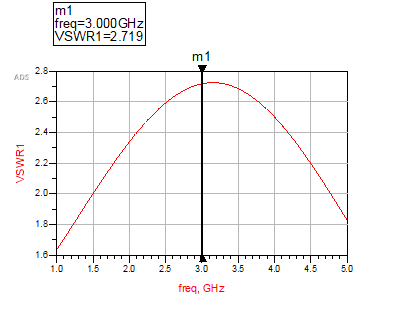 m1
freq=3.000GHz
VSWR1=2.719
m1
ADS
2.8
2.6
2.4
2.2
2.0
1.8
1.6
VSWR1
1.0 1.5 2.0 2.5 3.0 3.5 4.0 4.5 5.0
freq, GHz